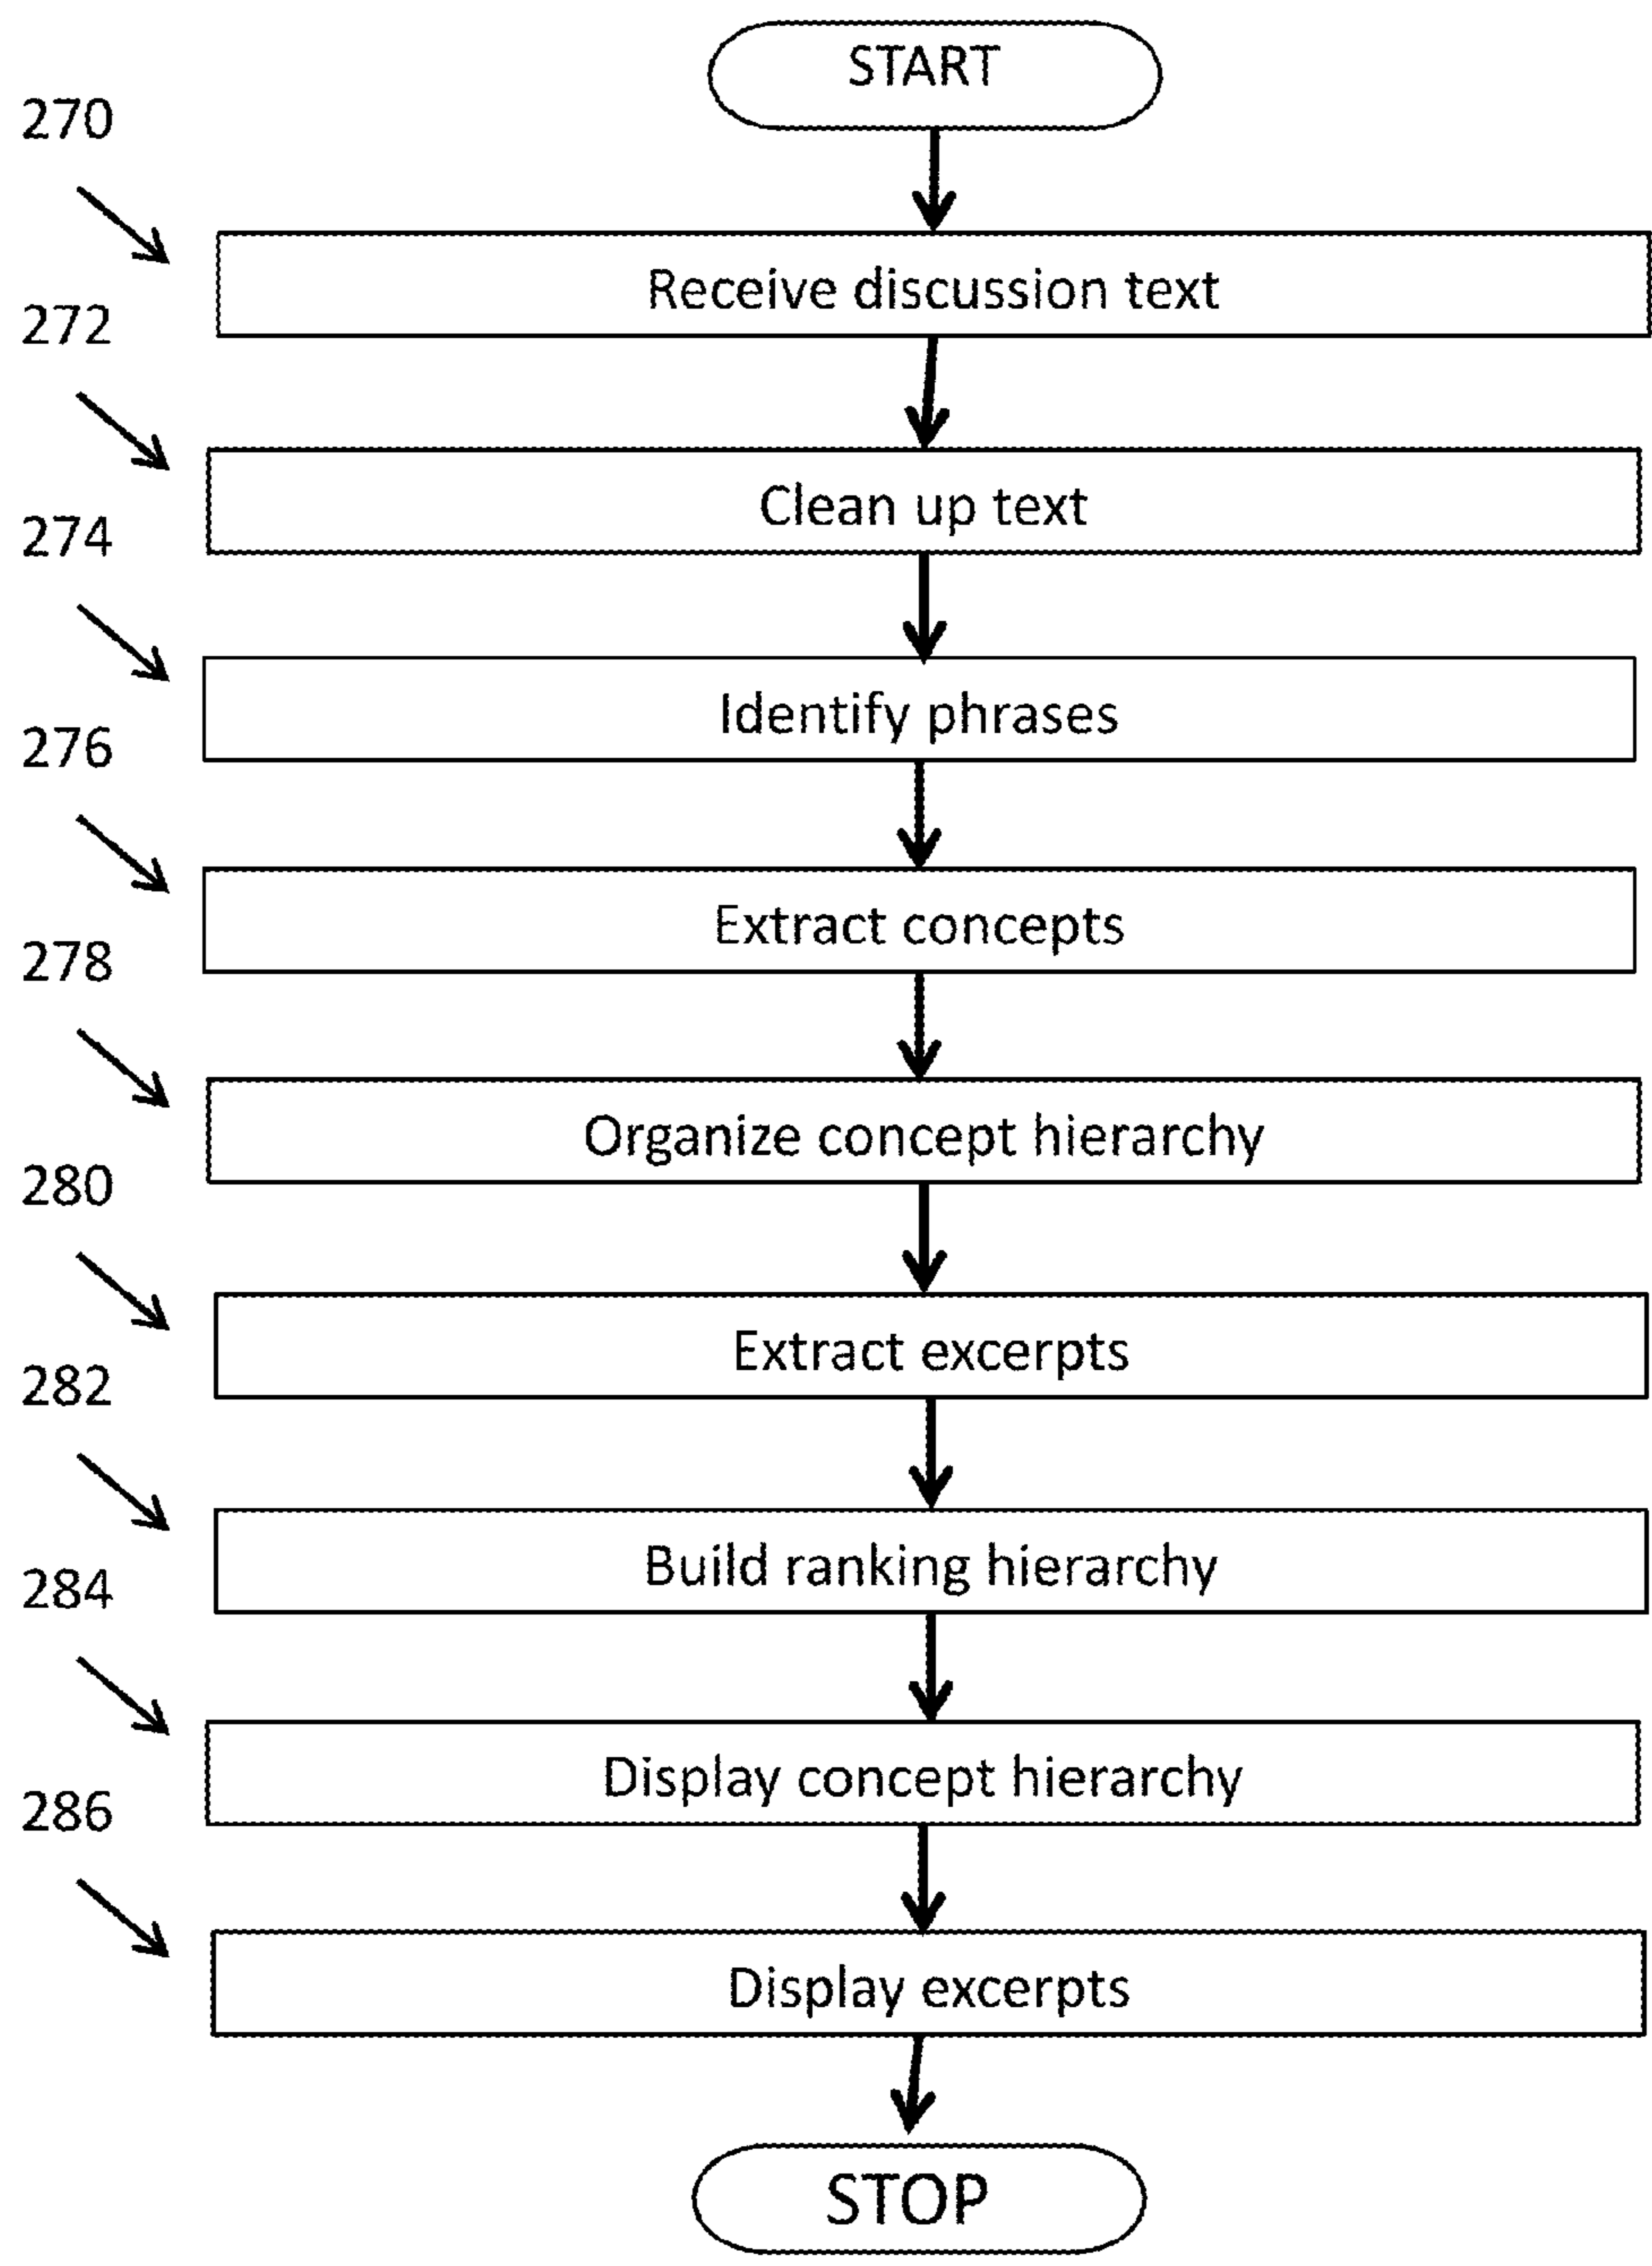 START
270
Receive discussion text
272
Clean up text
274
Identify phrases
276
Extract concepts
278
Organize concept hierarchy
280
Extract excerpts
282
Build ranking hierarchy
284
Display concept hierarchy
286
Display excerpts
STOP